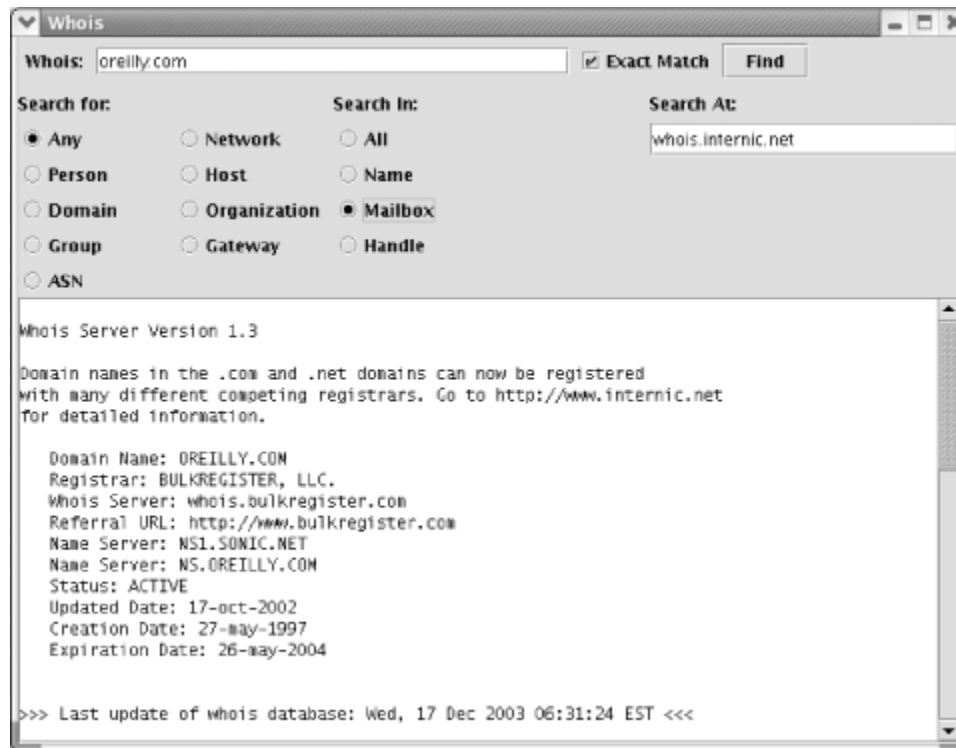 Whois
Whois: oreilly.com Exact Match Find
Search for: Search In: Search At:
Any Network All whois.internic.net
Person Host Name
Domain Organization Mailbox
Group Gateway Handle
ASN
Whois Server Version 1.3
Domain names in the .com and .net domains can now be registered
with many different competing registrars. Go to http://www.internic.net
for detailed information.
Domain Name: OREILLY.COM
Registrar: BULKREGISTER, LLC.
Whois Server: whois.bulkregister.com
Referral URL: http://www.bulkregister.com
Name Server: NS1.SONIC.NET
Name Server: NS.OREILLY.COM
Status: ACTIVE
Updated Date: 17-oct-2002
Creation Date: 27-may-1997
Expiration Date: 26-may-2004
>>> Last update of whois database: Wed, 17 Dec 2003 06:31:24 EST <<<